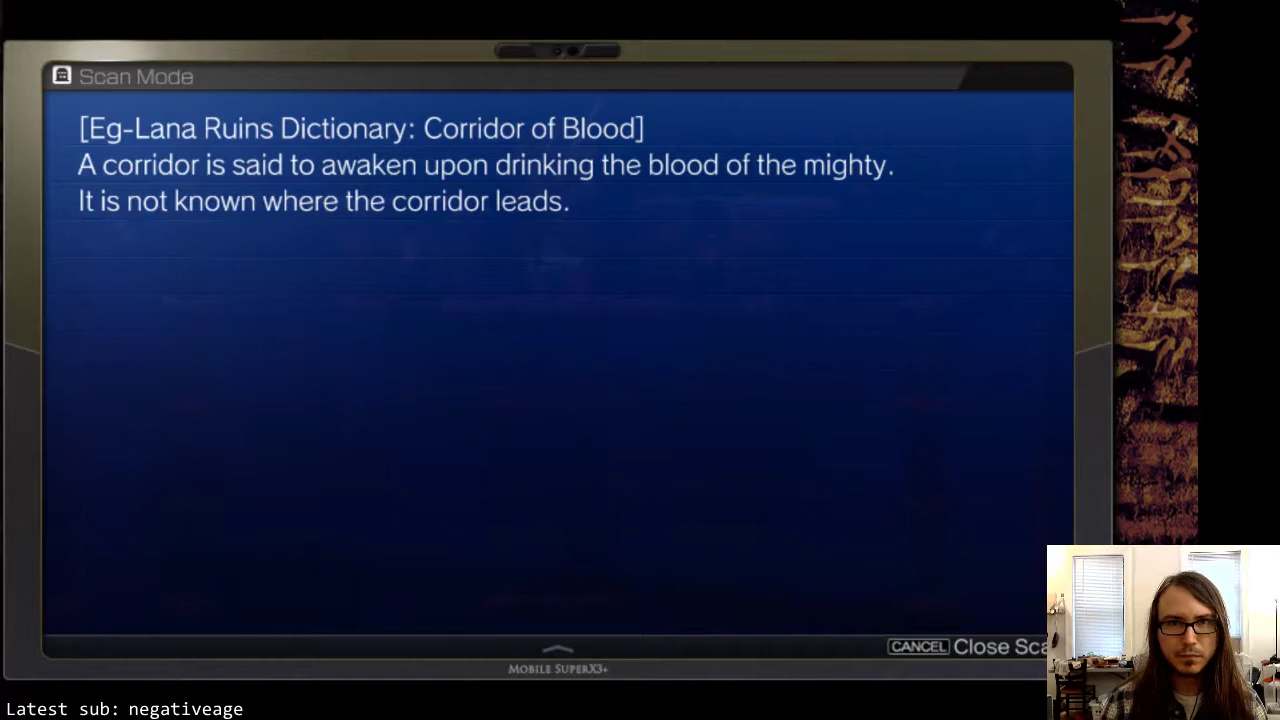 Scan Mode
[Eg-Lana Ruins Dictionary: Corridor of Blood]
A corridor is said to awaken upon drinking the blood of the mighty.
It is not known where the corridor leads.
CANCEL Close Sca
MOBILE SUPERX3+
Latest sub: negativeage